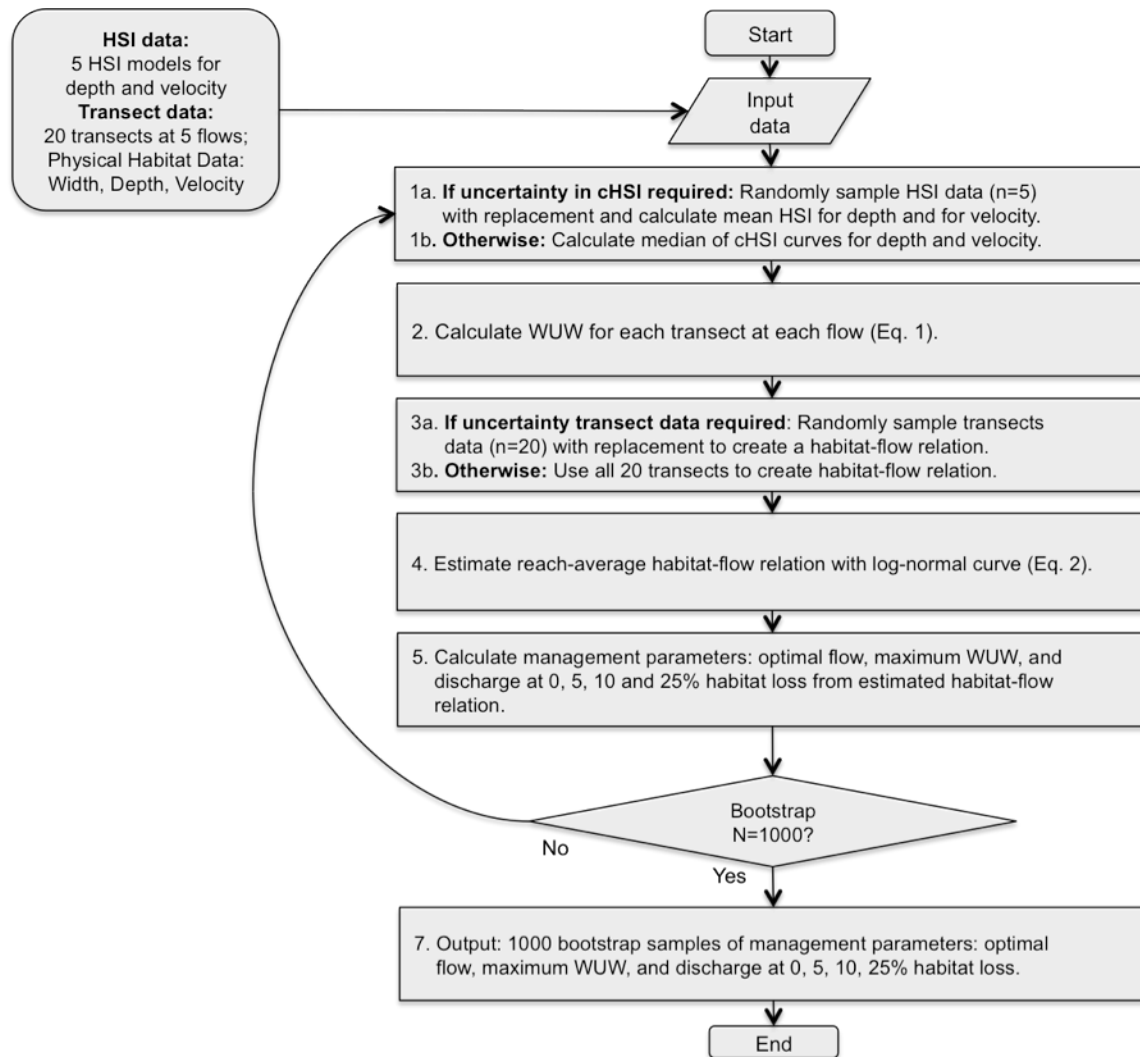 HSI data:
5 HSI models for
depth and velocity
Transect data:
20 transects at 5 flows;
Physical Habitat Data:
Width, Depth, Velocity
Start
Input
data
1a. If uncertainty in cHSI required: Randomly sample HSI data (n=5)
with replacement and calculate mean HSI for depth and for velocity.
1b. Otherwise: Calculate median of cHSI curves for depth and velocity.
2. Calculate WUW for each transect at each flow (Eq. 1).
3a. If uncertainty transect data required: Randomly sample transects
data (n=20) with replacement to create a habitat-flow relation.
3b. Otherwise: Use all 20 transects to create habitat-flow relation.
4. Estimate reach-average habitat-flow relation with log-normal curve (Eq. 2).
5. Calculate management parameters: optimal flow, maximum WUW, and
discharge at 0, 5, 10 and 25% habitat loss from estimated habitat-flow
relation.
Bootstrap
N=1000?
No
Yes
7. Output: 1000 bootstrap samples of management parameters: optimal
flow, maximum WUW, and discharge at 0, 5, 10, 25% habitat loss.
End